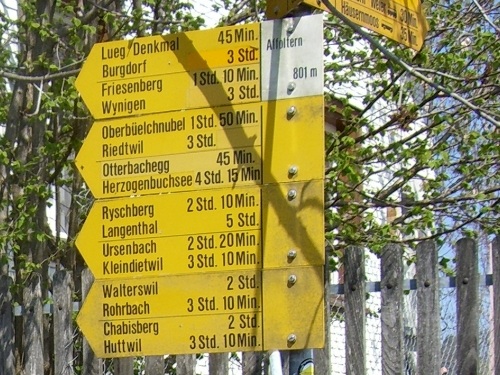 Lueg/Denkmal 45 Min.
Burgdorf 3 Std.
Friesenberg 1 Std. 10 Min.
Wynigen 3 Std.
Affoltern
801 m
Oberbüelchnubel 1 Std. 50 Min.
Riedtwil 3 Std.
Otterbachegg 45 Min.
Herzogenbuchsee 4 Std. 15 Min
Ryschberg 2 Std. 10 Min.
Langenthal 5 Std.
Ursenbach 2 Std. 20 Min.
Kleindietwil 3 Std. 10 Min.
Walterswil 2 Std.
Rohrbach 3 Std. 10 Min.
Chabisberg 2 Std.
Huttwil 3 Std. 10 Min.
Häusernmoos
Min.